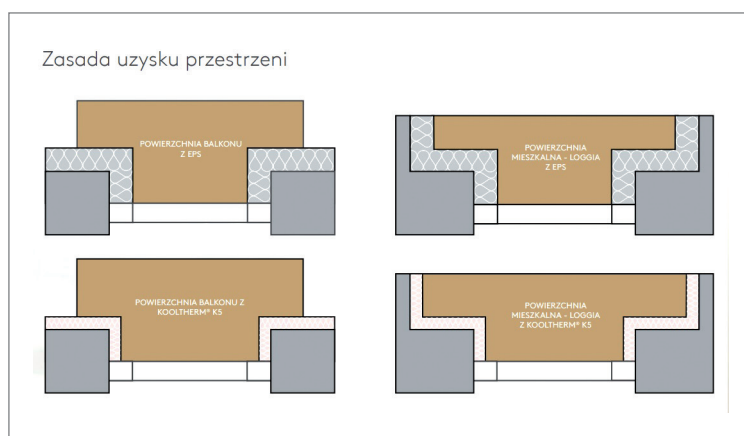 Zasada uzysku przestrzeni
POWIERZCHNIA BALKONU
Z EPS
POWIERZCHNIA
MIESZKALNA - LOGGIA
Z EPS
POWIERZCHNIA BALKONU Z
KOOLTHERM® K5
POWIERZCHNIA
MIESZKALNA - LOGGIA
Z KOOLTHERM® K5